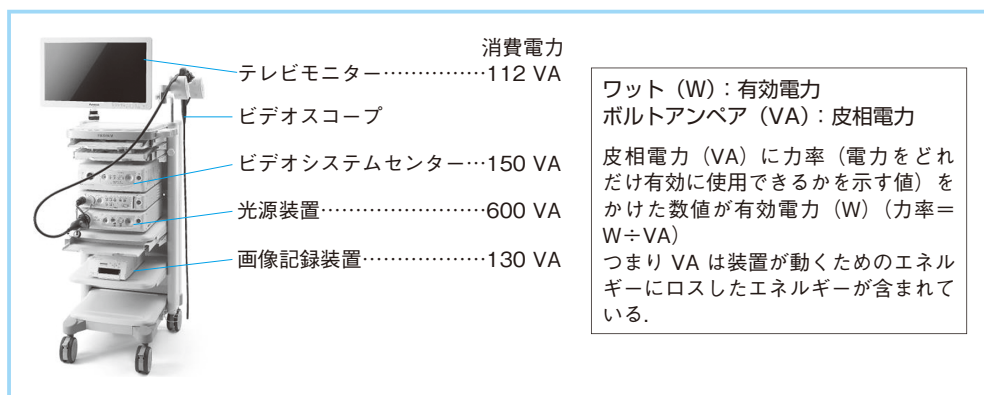 消費電力
テレビモニター……………112 VA
ビデオスコープ
ビデオシステムセンター…150 VA
光源装置……………………600 VA
画像記録装置………………130 VA
ワット（W）：有効電力
ボルトアンペア（VA）：皮相電力
皮相電力（VA）に力率（電力をどれ
だけ有効に使用できるかを示す値）を
かけた数値が有効電力（W）（力率＝
W÷VA）
つまり VA は装置が動くためのエネル
ギーにロスしたエネルギーが含まれて
いる．